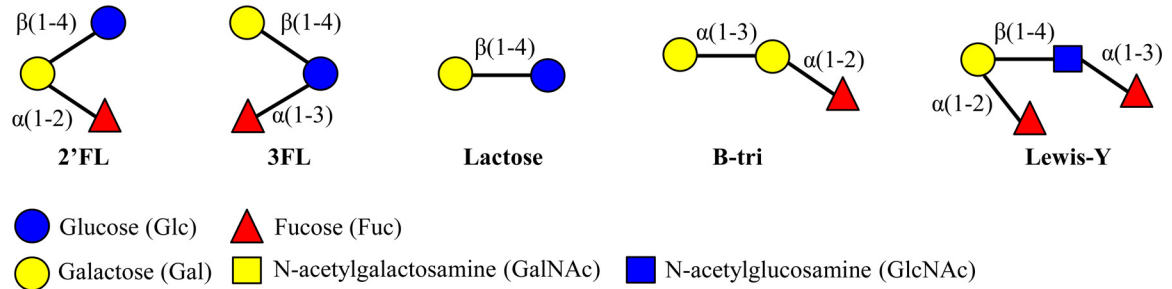 β(1-4)
α(1-2)
2’FL
β(1-4)
α(1-3)
3FL
β(1-4)
Lactose
α(1-3)
α(1-2)
B-tri
β(1-4)
α(1-3)
α(1-2)
Lewis-Y
Glucose (Glc)
Fucose (Fuc)
Galactose (Gal)
N-acetylgalactosamine (GalNAc)
N-acetylglucosamine (GlcNAc)